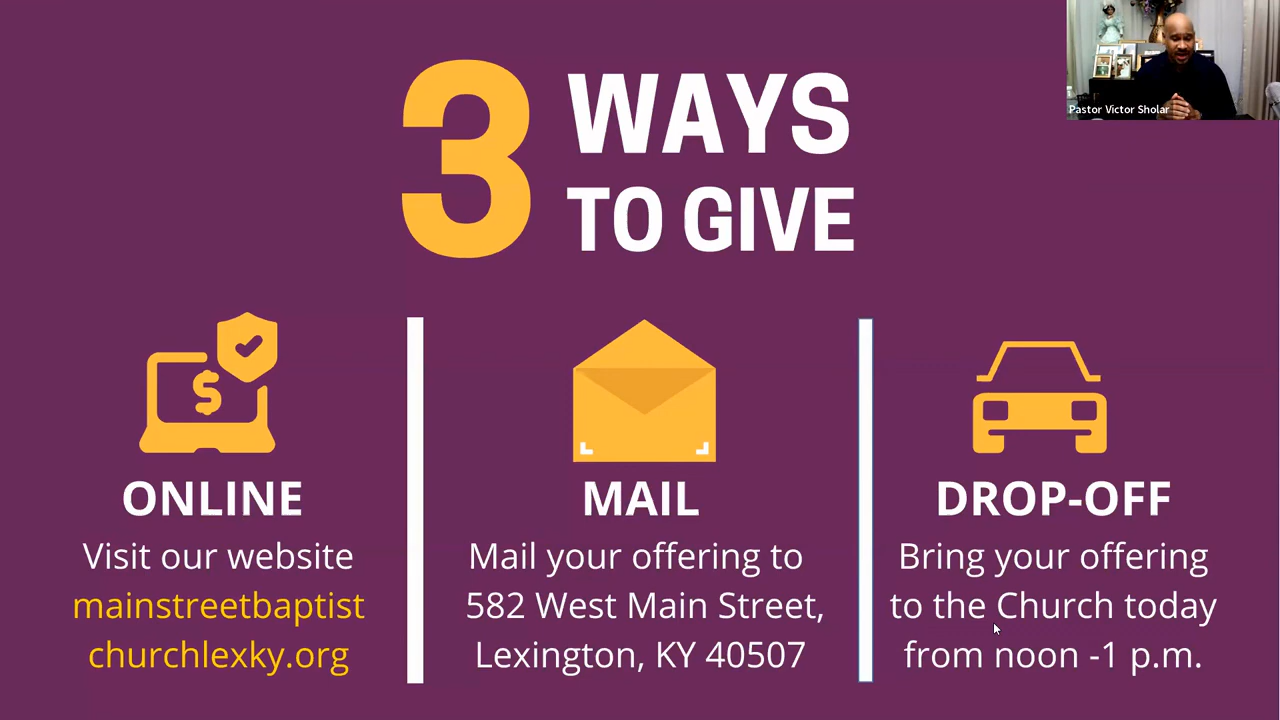 3 WAYS
TO GIVE
Pastor Victor Sholar
ONLINE
Visit our website
mainstreetbaptist
churchlexky.org
MAIL
Mail your offering to
582 West Main Street,
Lexington, KY 40507
DROP-OFF
Bring your offering
to the Church today
from noon -1 p.m.